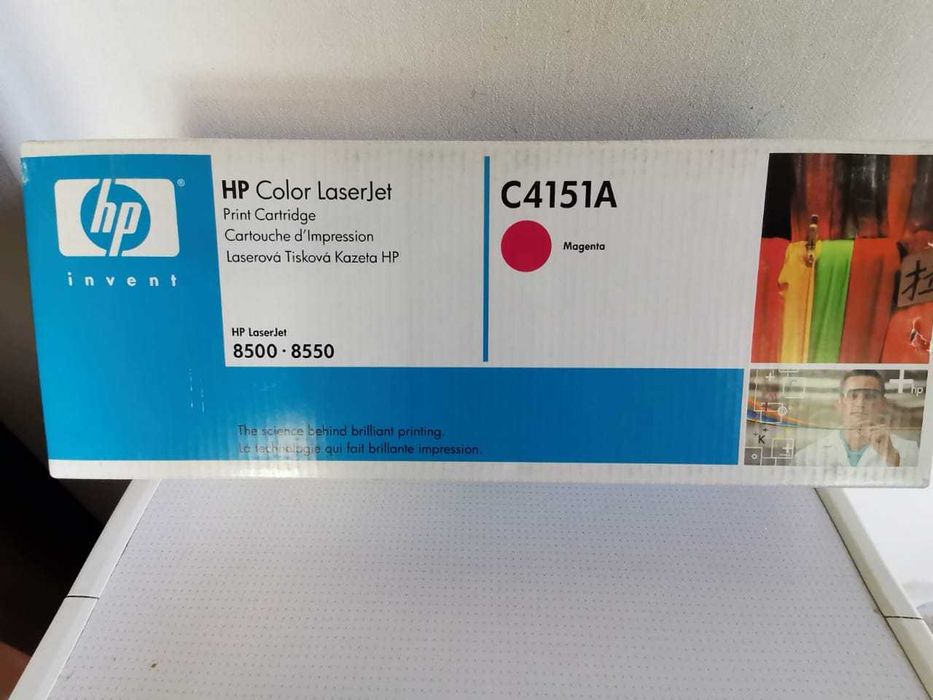 hp
®
invent
HP Color LaserJet
Print Cartridge
Cartouche d'Impression
Laserová Tisková Kazeta HP
HP LaserJet
8500 · 8550
C4151A
Magenta
The science behind brilliant printing.
La technologie qui fait brillante impression.
hp
K